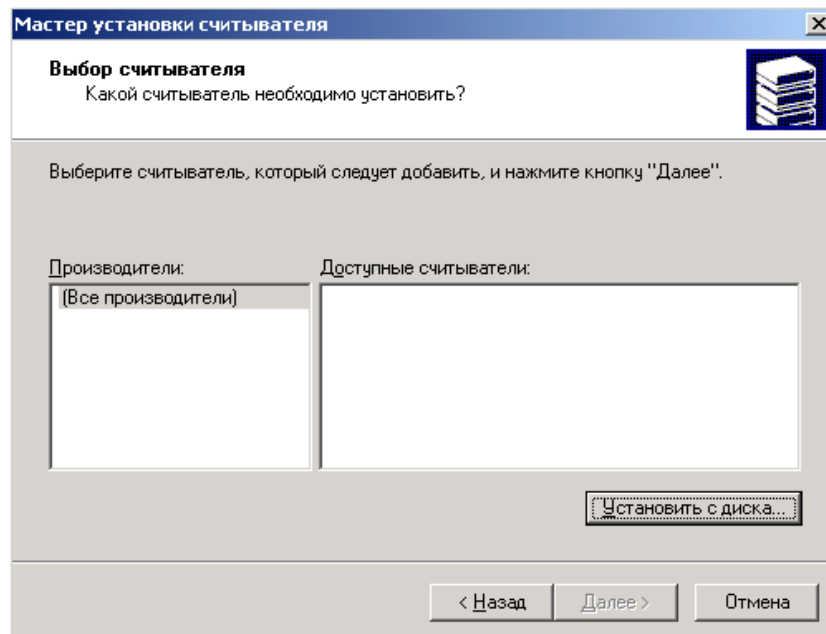 Мастер установки считывателя
Выбор считывателя
Какой считыватель необходимо установить?
Выберите считыватель, который следует добавить, и нажмите кнопку "Далее".
Производители:
Доступные считыватели:
(Все производители)
Установить с диска...
< Назад
Далее >
Отмена